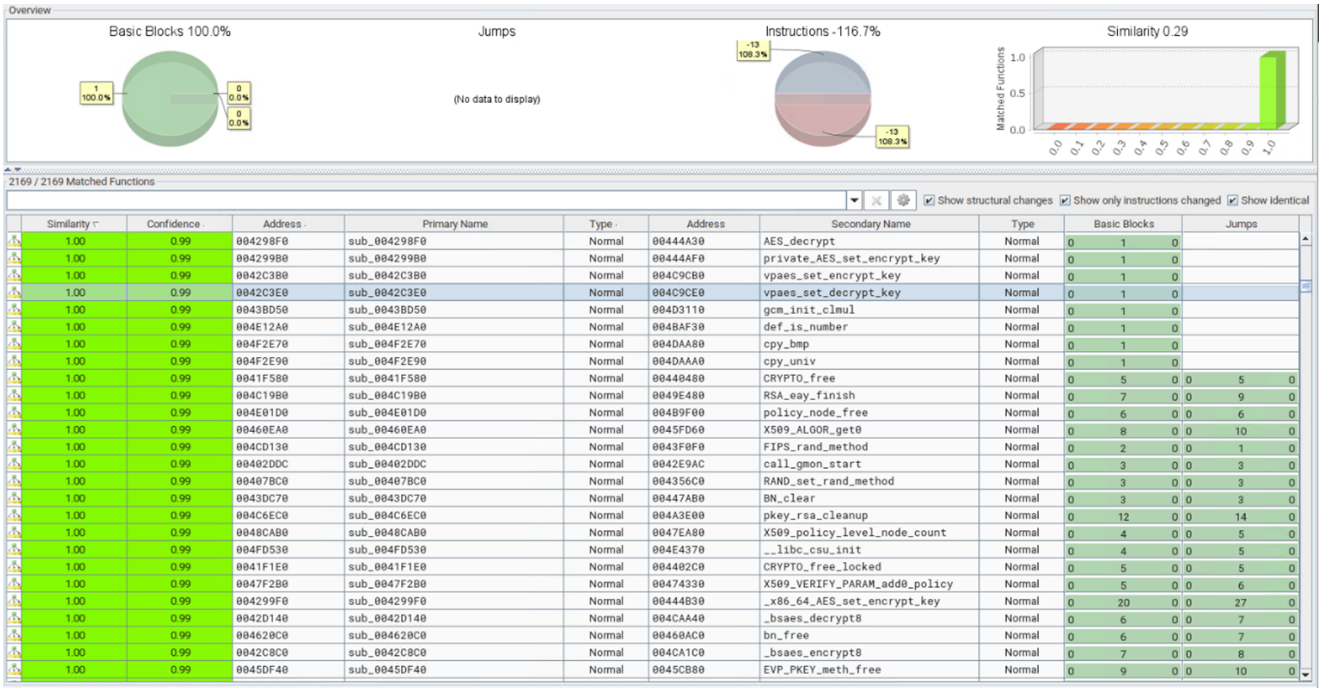 Overview
Basic Blocks 100.0%
Jumps
Instructions -116.7%
Similarity 0.29
1
100.0%
0
0.0%
0
0.0%
(No data to display)
-13
108.3%
-13
108.3%
Matched Functions
1.0
0.5
0.0
0.0 0.1 0.2 0.3 0.4 0.5 0.6 0.7 0.8 0.9 1.0
2169 / 2169 Matched Functions
Show structural changes Show only instructions changed Show identical
Similarity Confidence Address Primary Name Type Address Secondary Name Type Basic Blocks Jumps
1.00 0.99 004298F0 sub_004298F0 Normal 00444A30 AES_decrypt Normal 0 1 0
1.00 0.99 004299B0 sub_004299B0 Normal 00444AF0 private_AES_set_encrypt_key Normal 0 1 0
1.00 0.99 0042C3B0 sub_0042C3B0 Normal 004C9CB0 vpaes_set_encrypt_key Normal 0 1 0
1.00 0.99 0042C3E0 sub_0042C3E0 Normal 004C9CE0 vpaes_set_decrypt_key Normal 0 1 0
1.00 0.99 0043BD50 sub_0043BD50 Normal 004D3110 gcm_init_clmul Normal 0 1 0
1.00 0.99 004E12A0 sub_004E12A0 Normal 004BAF30 def_is_number Normal 0 1 0
1.00 0.99 004F2E70 sub_004F2E70 Normal 004DAA80 cpy_bmp Normal 0 1 0
1.00 0.99 004F2E90 sub_004F2E90 Normal 004DAAA0 cpy_univ Normal 0 1 0
1.00 0.99 0041F580 sub_0041F580 Normal 00440480 CRYPTO_free Normal 0 5 0 0 5 0
1.00 0.99 004C19B0 sub_004C19B0 Normal 0049E480 RSA_eay_finish Normal 0 7 0 0 9 0
1.00 0.99 004E01D0 sub_004E01D0 Normal 004B9F00 policy_node_free Normal 0 6 0 0 6 0
1.00 0.99 00460EA0 sub_00460EA0 Normal 0045FD60 X509_ALGOR_get0 Normal 0 8 0 0 10 0
1.00 0.99 004CD130 sub_004CD130 Normal 0043F0F0 FIPS_rand_method Normal 0 2 0 0 1 0
1.00 0.99 00402DDC sub_00402DDC Normal 0042E9AC call_gmon_start Normal 0 3 0 0 3 0
1.00 0.99 00407BC0 sub_00407BC0 Normal 004356C0 RAND_set_rand_method Normal 0 3 0 0 3 0
1.00 0.99 0043DC70 sub_0043DC70 Normal 00447AB0 BN_clear Normal 0 3 0 0 3 0
1.00 0.99 004C6EC0 sub_004C6EC0 Normal 004A3E00 pkey_rsa_cleanup Normal 0 12 0 0 14 0
1.00 0.99 0048CAB0 sub_0048CAB0 Normal 0047EA80 X509_policy_level_node_count Normal 0 4 0 0 5 0
1.00 0.99 004FD530 sub_004FD530 Normal 004E4370 __libc_csu_init Normal 0 4 0 0 5 0
1.00 0.99 0041F1E0 sub_0041F1E0 Normal 004402C0 CRYPTO_free_locked Normal 0 5 0 0 5 0
1.00 0.99 0047F2B0 sub_0047F2B0 Normal 00474330 X509_VERIFY_PARAM_add0_policy Normal 0 5 0 0 6 0
1.00 0.99 004299F0 sub_004299F0 Normal 00444B30 _x86_64_AES_set_encrypt_key Normal 0 20 0 0 27 0
1.00 0.99 0042D140 sub_0042D140 Normal 004CAA40 _bsaes_decrypt8 Normal 0 6 0 0 7 0
1.00 0.99 004620C0 sub_004620C0 Normal 00460AC0 bn_free Normal 0 6 0 0 7 0
1.00 0.99 0042C8C0 sub_0042C8C0 Normal 004CA1C0 _bsaes_encrypt8 Normal 0 7 0 0 8 0
1.00 0.99 0045DF40 sub_0045DF40 Normal 0045CB80 EVP_PKEY_meth_free Normal 0 9 0 0 10 0